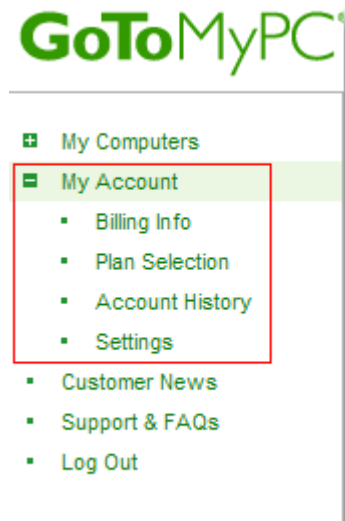 GoToMyPC
My Computers
My Account
Billing Info
Plan Selection
Account History
Settings
Customer News
Support & FAQs
Log Out